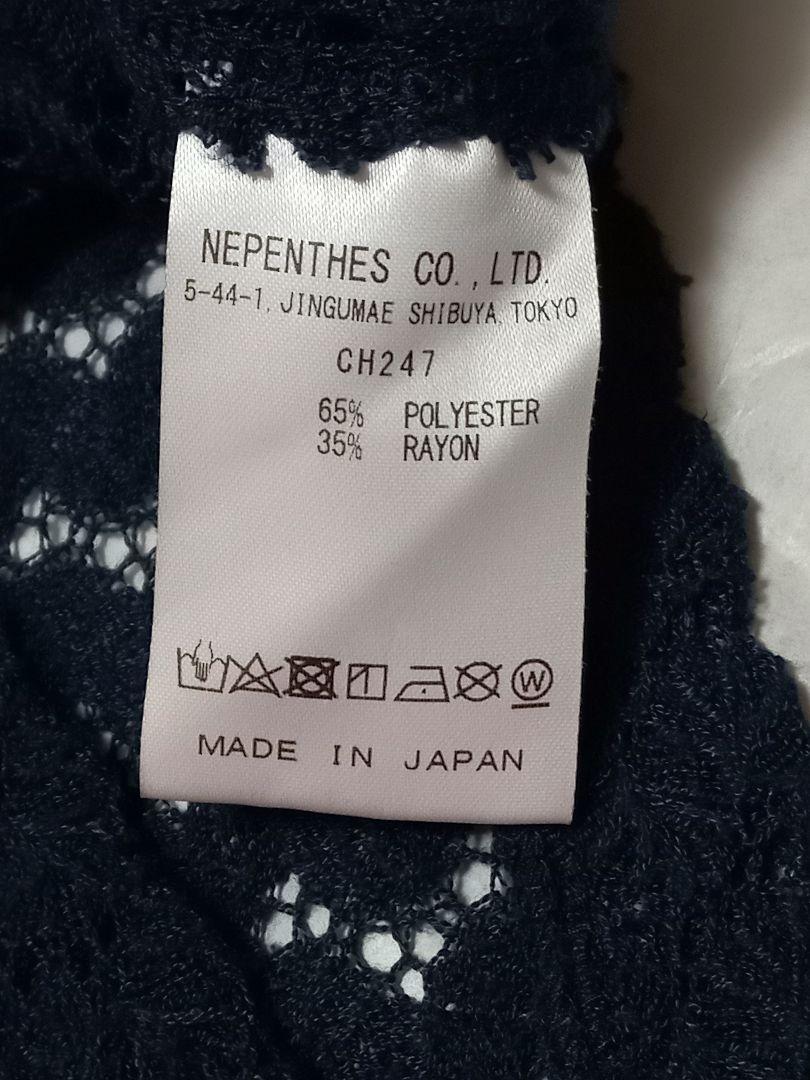 NEPENTHES CO.,LTD.
5-44-1, JINGUMAE SHIBUYA, TOKYO
CH247
65% POLYESTER
35% RAYON
W
MADE IN JAPAN